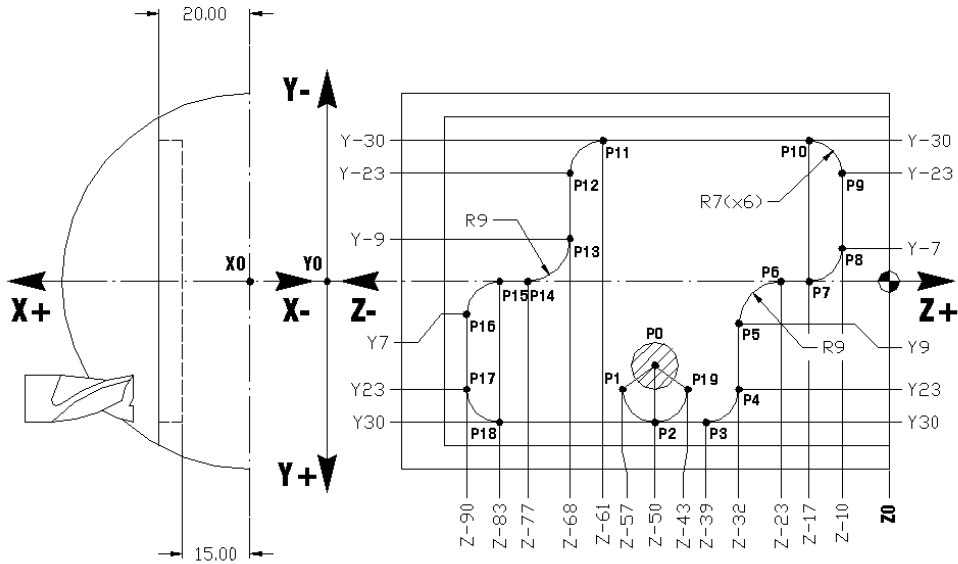 20.00
Y-
Y-30
Y-23
Y-9
P11
P12
R9
P13
P10
R7(x6)
P9
Y-30
Y-23
Y-7
P8
X0
Y0
X+
X-
Z-
P15
P14
P6
P7
Z+
P16
Y7
P5
R9
Y9
P0
P17
Y23
P1
P19
P4
Y23
Y30
P18
P2
P3
Y30
Y+
15.00
Z-90
Z-83
Z-77
Z-68
Z-61
Z-57
Z-50
Z-43
Z-39
Z-32
Z-23
Z-17
Z-10
Z0